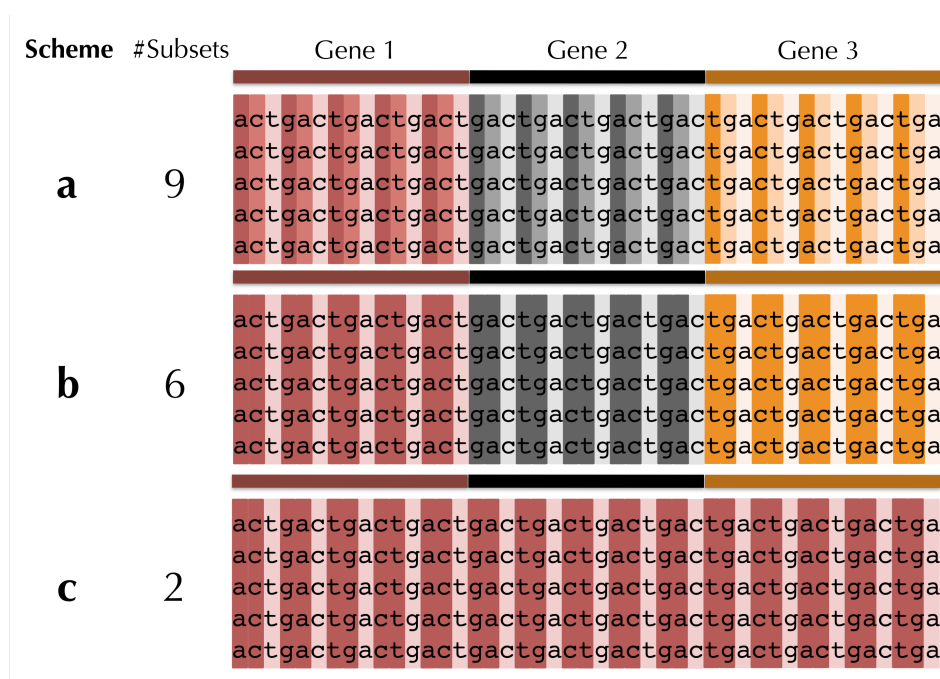 Scheme #Subsets Gene 1 Gene 2 Gene 3
actgactgactgactgactgactgactgactgactgactgactga
actgactgactgactgactgactgactgactgactgactgactga
a 9 actgactgactgactgactgactgactgactgactgactgactga
actgactgactgactgactgactgactgactgactgactgactga
actgactgactgactgactgactgactgactgactgactgactga
actgactgactgactgactgactgactgactgactgactgactga
actgactgactgactgactgactgactgactgactgactgactga
b 6 actgactgactgactgactgactgactgactgactgactgactga
actgactgactgactgactgactgactgactgactgactgactga
actgactgactgactgactgactgactgactgactgactgactga
actgactgactgactgactgactgactgactgactgactgactga
actgactgactgactgactgactgactgactgactgactgactga
c 2 actgactgactgactgactgactgactgactgactgactgactga
actgactgactgactgactgactgactgactgactgactgactga
actgactgactgactgactgactgactgactgactgactgactga